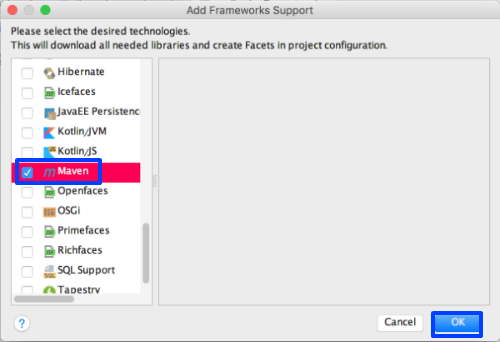 Add Frameworks Support
Please select the desired technologies.
This will download all needed libraries and create Facets in project configuration.
Hibernate
Icefaces
JavaEE Persistence
Kotlin/JVM
Kotlin/JS
Maven
Openfaces
OSGi
Primefaces
Richfaces
SQL Support
Tapestry
?
Cancel
OK